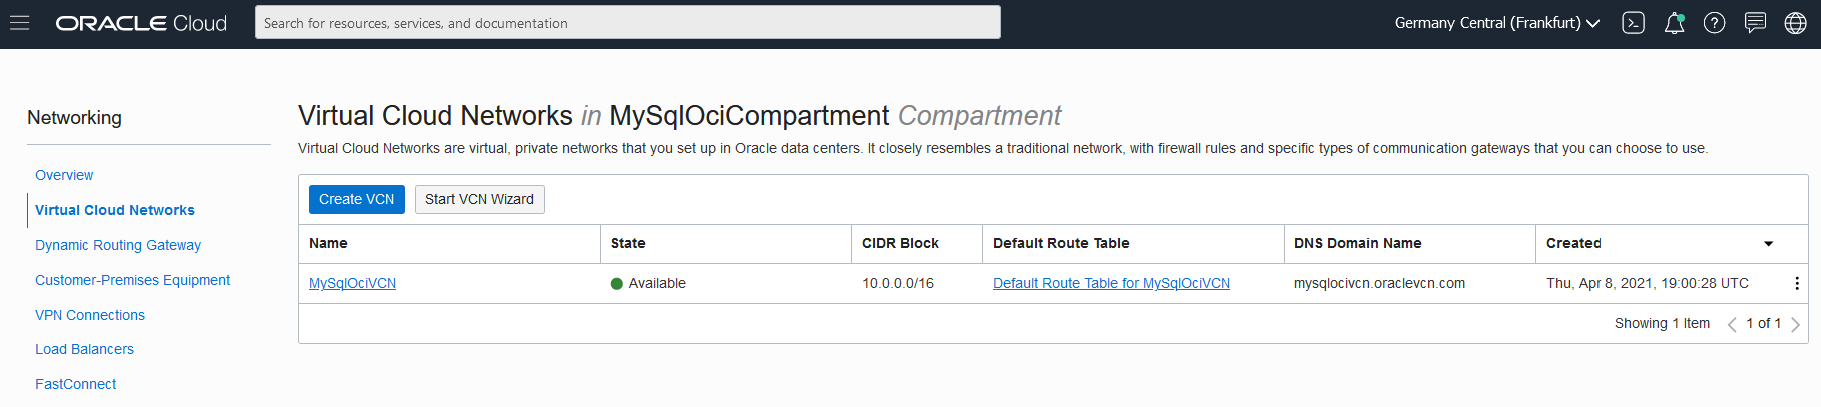 ORACLE Cloud
Search for resources, services, and documentation
Germany Central (Frankfurt)
Networking
Overview
Virtual Cloud Networks
Dynamic Routing Gateway
Customer-Premises Equipment
VPN Connections
Load Balancers
FastConnect
Virtual Cloud Networks in MySqlOciCompartment Compartment
Virtual Cloud Networks are virtual, private networks that you set up in Oracle data centers. It closely resembles a traditional network, with firewall rules and specific types of communication gateways that you can choose to use.
Create VCN Start VCN Wizard
Name State CIDR Block Default Route Table DNS Domain Name Created
MySqlOciVCN Available 10.0.0.0/16 Default Route Table for MySqlOciVCN mysqlocivcn.oraclevcn.com Thu, Apr 8, 2021, 19:00:28 UTC
Showing 1 Item 1 of 1